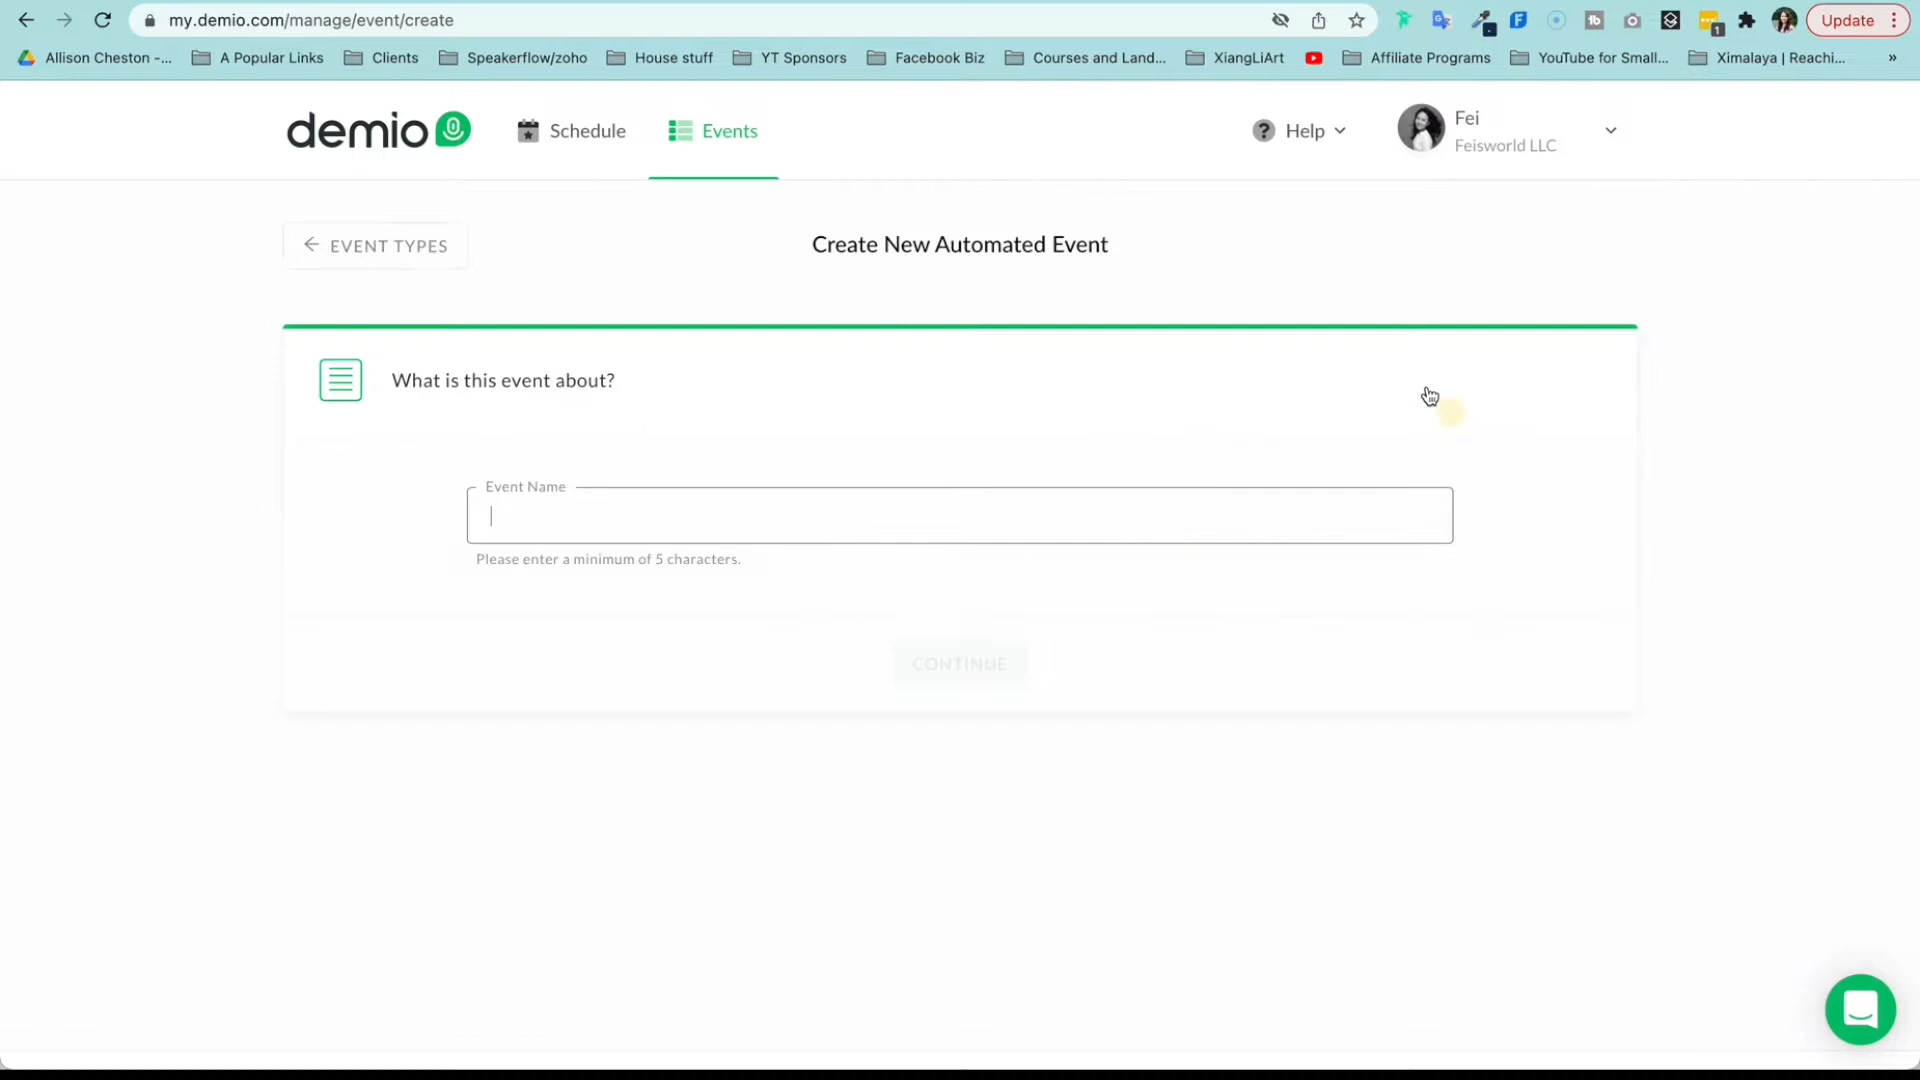 my.demio.com/manage/event/create
Update
Allison Cheston -...
A Popular Links
Clients
Speakerflow/zoho
House stuff
YT Sponsors
Facebook Biz
Courses and Land...
XiangLiArt
Affiliate Programs
YouTube for Small...
Ximalaya | Reachi...
»
demio
Schedule
Events
? Help
Fei
Feisworld LLC
← EVENT TYPES
Create New Automated Event
What is this event about?
Event Name
Please enter a minimum of 5 characters.
CONTINUE